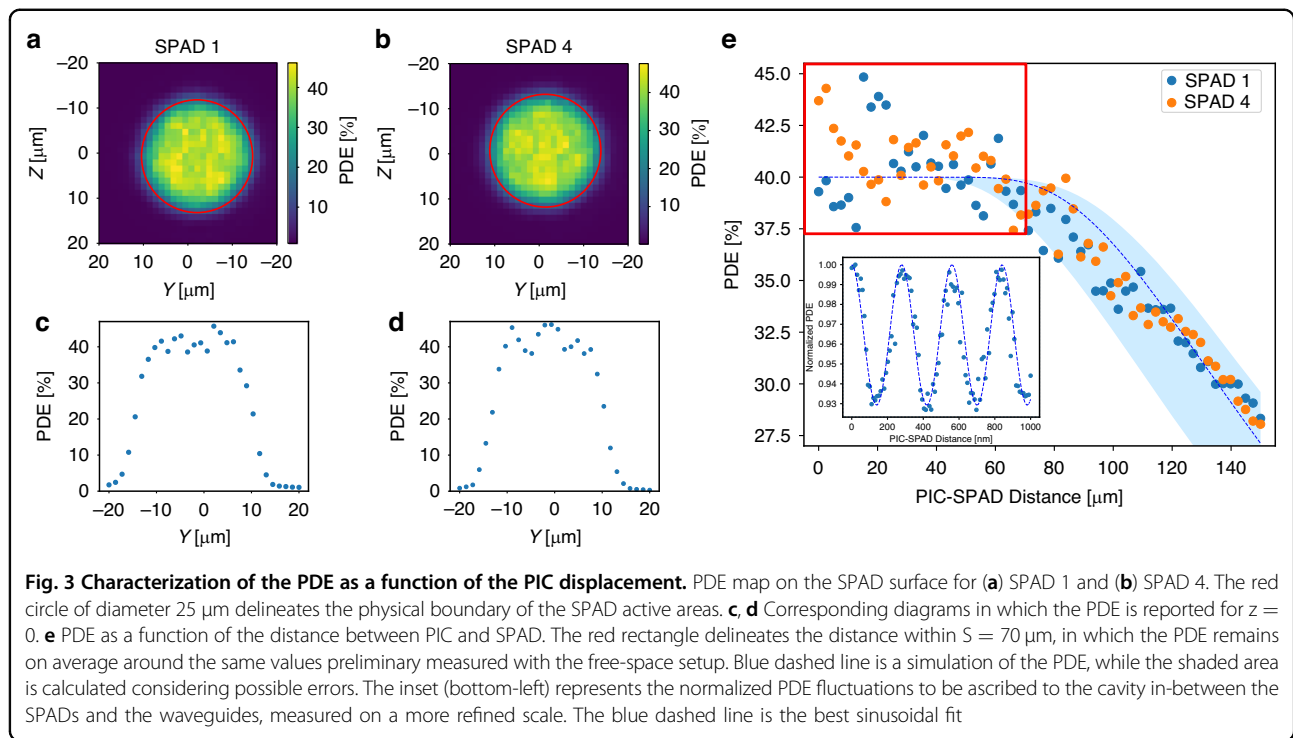 a
SPAD 1
−20
−10
0
10
20
Z [µm]
20
10
0
−10
−20
Y [µm]
40
30
20
10
PDE [%]
b
SPAD 4
−20
−10
0
10
20
Z [µm]
20
10
0
−10
−20
Y [µm]
40
30
20
10
PDE [%]
c
40
30
20
10
0
PDE [%]
−20
−10
0
10
20
Y [µm]
d
40
30
20
10
0
PDE [%]
−20
−10
0
10
20
Y [µm]
e
45.0
42.5
40.0
37.5
35.0
32.5
30.0
27.5
PDE [%]
SPAD 1
SPAD 4
1.00
0.99
0.98
0.97
0.96
0.95
0.94
0.93
Normalized PDE
0
200
400
600
800
1000
PIC-SPAD Distance [nm]
0
20
40
60
80
100
120
140
PIC-SPAD Distance [µm]
Fig. 3 Characterization of the PDE as a function of the PIC displacement. PDE map on the SPAD surface for (a) SPAD 1 and (b) SPAD 4. The red
circle of diameter 25 µm delineates the physical boundary of the SPAD active areas. c, d Corresponding diagrams in which the PDE is reported for z =
0. e PDE as a function of the distance between PIC and SPAD. The red rectangle delineates the distance within S = 70 µm, in which the PDE remains
on average around the same values preliminary measured with the free-space setup. Blue dashed line is a simulation of the PDE, while the shaded area
is calculated considering possible errors. The inset (bottom-left) represents the normalized PDE fluctuations to be ascribed to the cavity in-between the
SPADs and the waveguides, measured on a more refined scale. The blue dashed line is the best sinusoidal fit